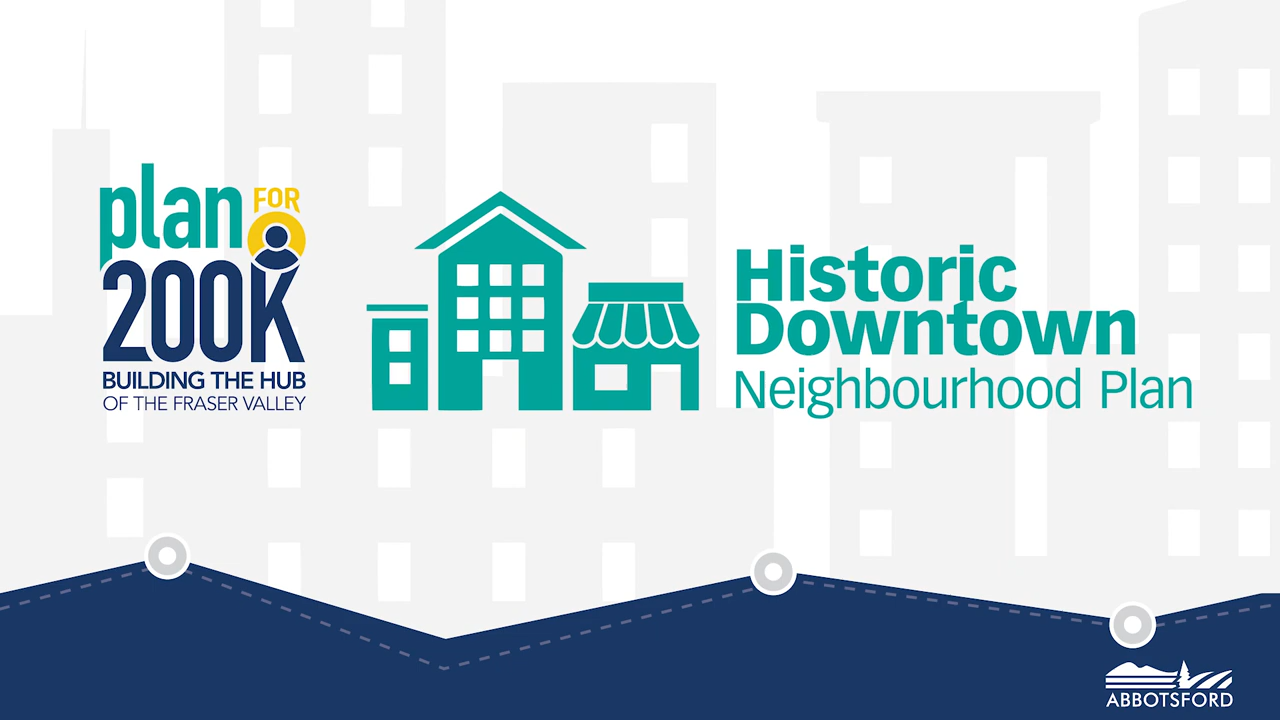 plan FOR
200K
BUILDING THE HUB
OF THE FRASER VALLEY
Historic
Downtown
Neighbourhood Plan
ABBOTSFORD